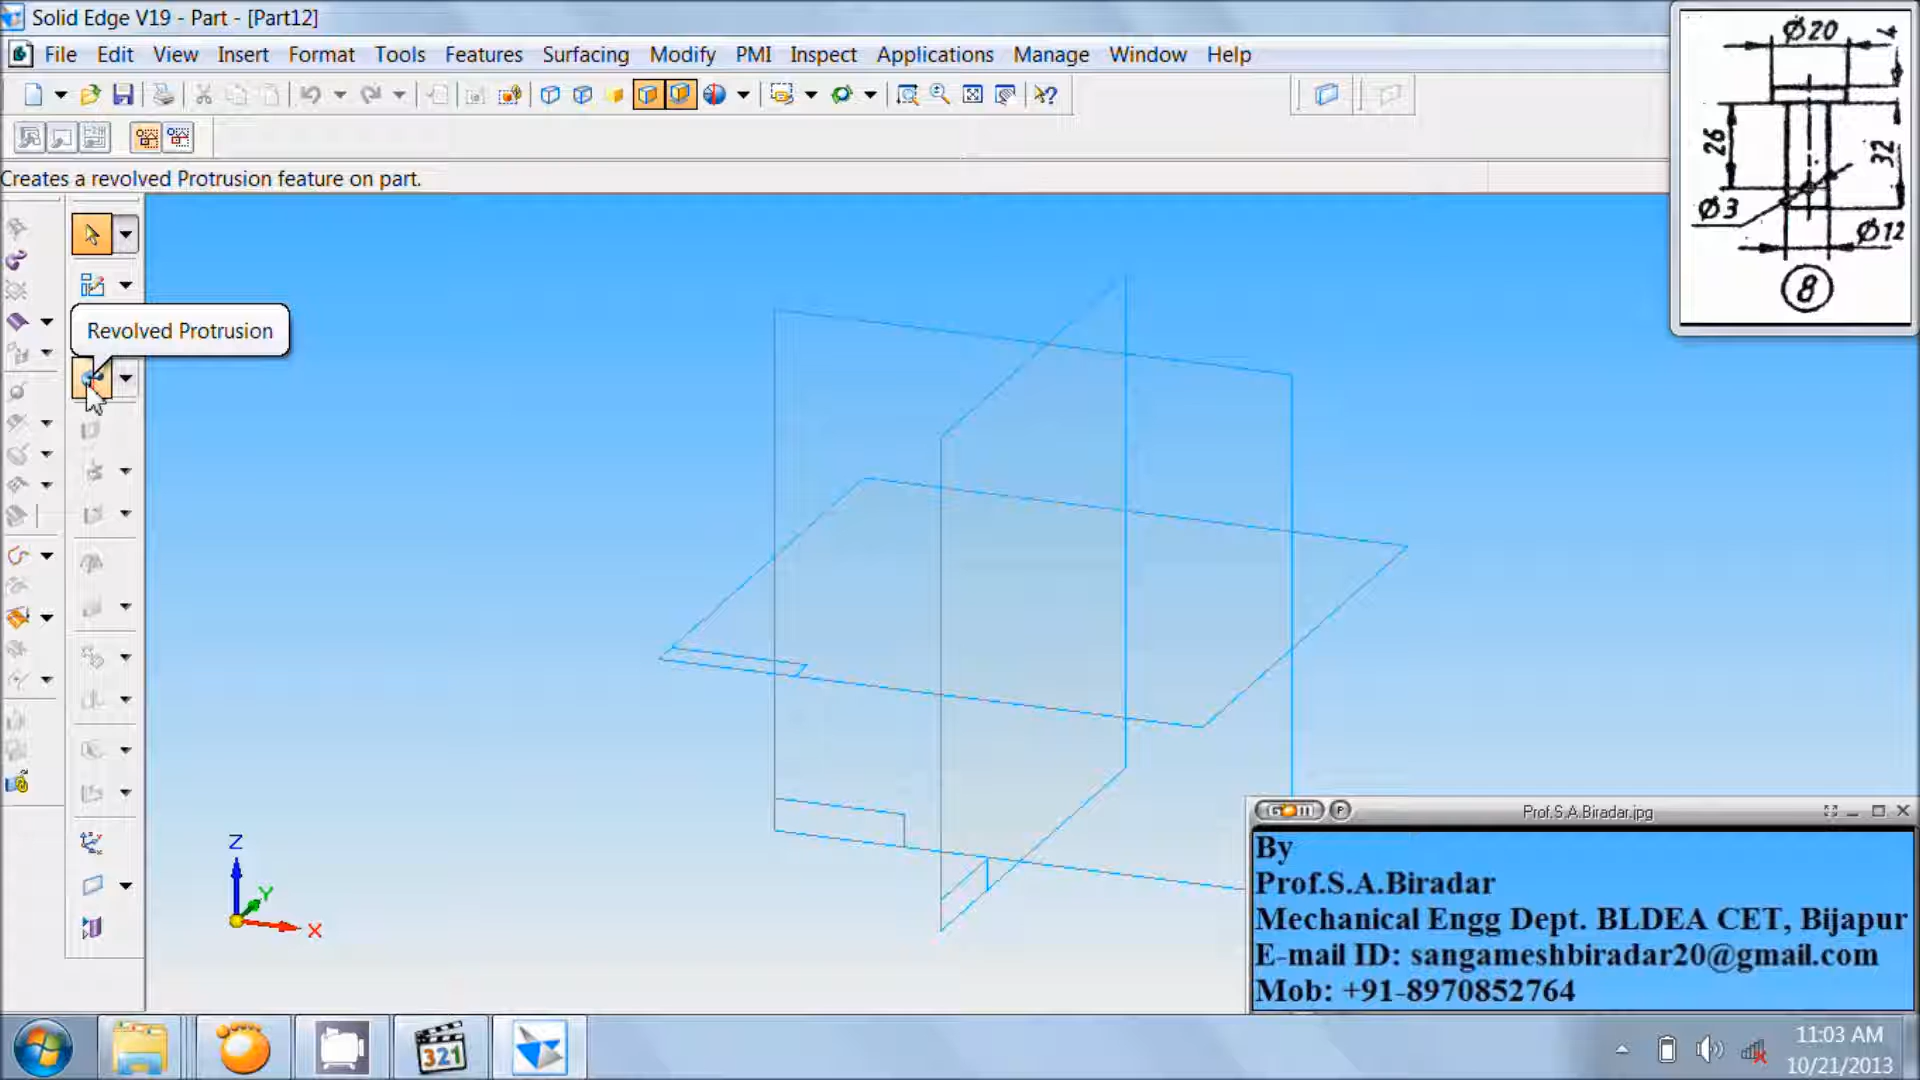 Solid Edge V19 - Part - [Part12]
File Edit View Insert Format Tools Features Surfacing Modify PMI Inspect Applications Manage Window Help
Creates a revolved Protrusion feature on part.
Revolved Protrusion
Ø20
4
26
32
Ø3
Ø12
8
Z
Y
X
Prof.S.A.Biradar.jpg
By
Prof.S.A.Biradar
Mechanical Engg Dept. BLDEA CET, Bijapur
E-mail ID: sangameshbiradar20@gmail.com
Mob: +91-8970852764
321
11:03 AM
10/21/2013